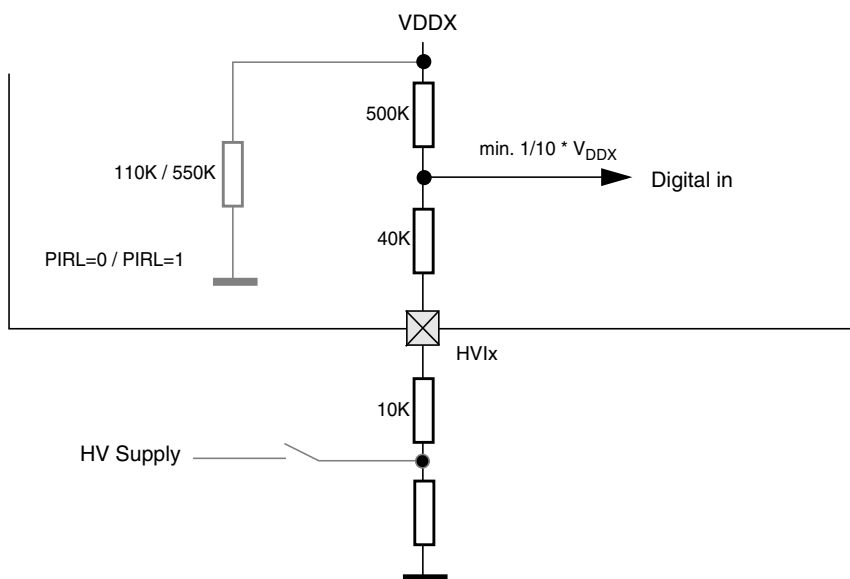 VDDX
500K
min. 1/10 * VDDX
110K / 550K
Digital in
40K
PIRL=0 / PIRL=1
HVIx
10K
HV Supply